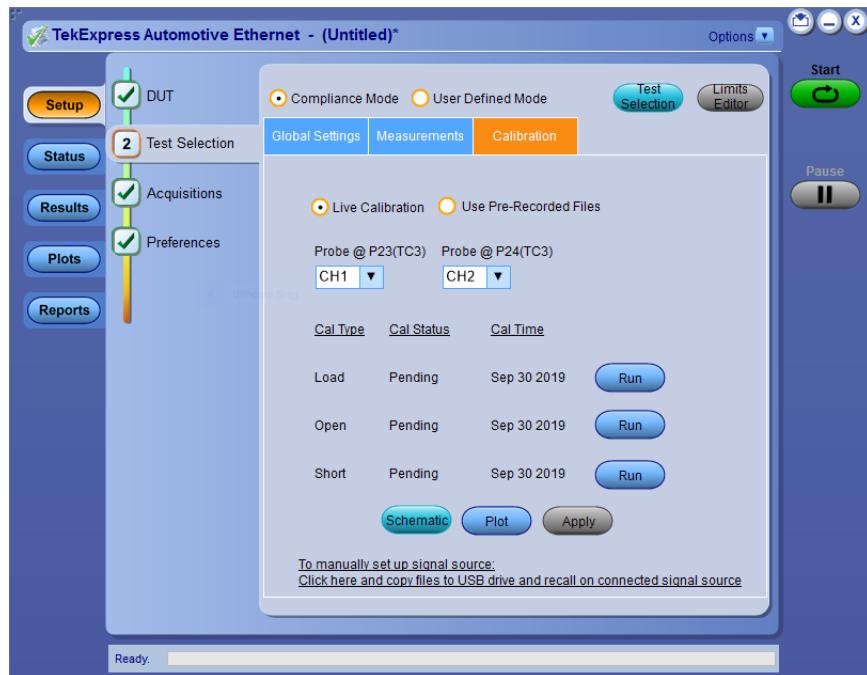 TekExpress Automotive Ethernet - (Untitled)*
Options
Start
Pause
Setup
Status
Results
Plots
Reports
DUT
2 Test Selection
Acquisitions
Preferences
Compliance Mode
User Defined Mode
Test Selection
Limits Editor
Global Settings
Measurements
Calibration
Live Calibration
Use Pre-Recorded Files
Probe @ P23(TC3)
Probe @ P24(TC3)
CH1
CH2
Cal Type Cal Status Cal Time
Load Pending Sep 30 2019 Run
Open Pending Sep 30 2019 Run
Short Pending Sep 30 2019 Run
Schematic
Plot
Apply
To manually set up signal source:
Click here and copy files to USB drive and recall on connected signal source
Ready.